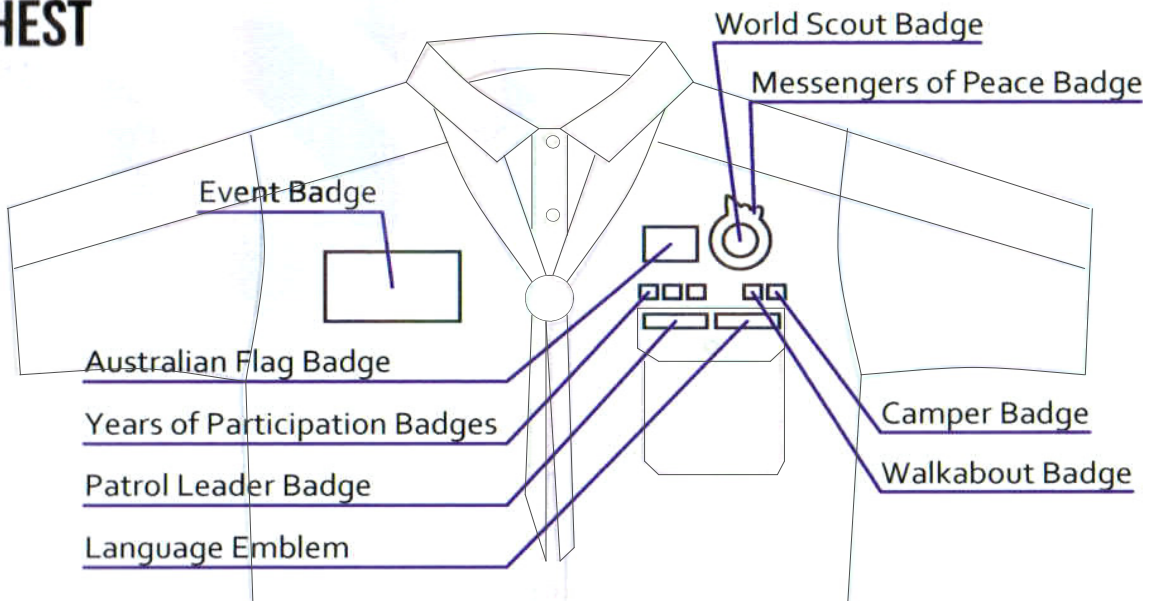 HEST
World Scout Badge
Messengers of Peace Badge
Event Badge
Australian Flag Badge
Years of Participation Badges
Patrol Leader Badge
Language Emblem
Camper Badge
Walkabout Badge